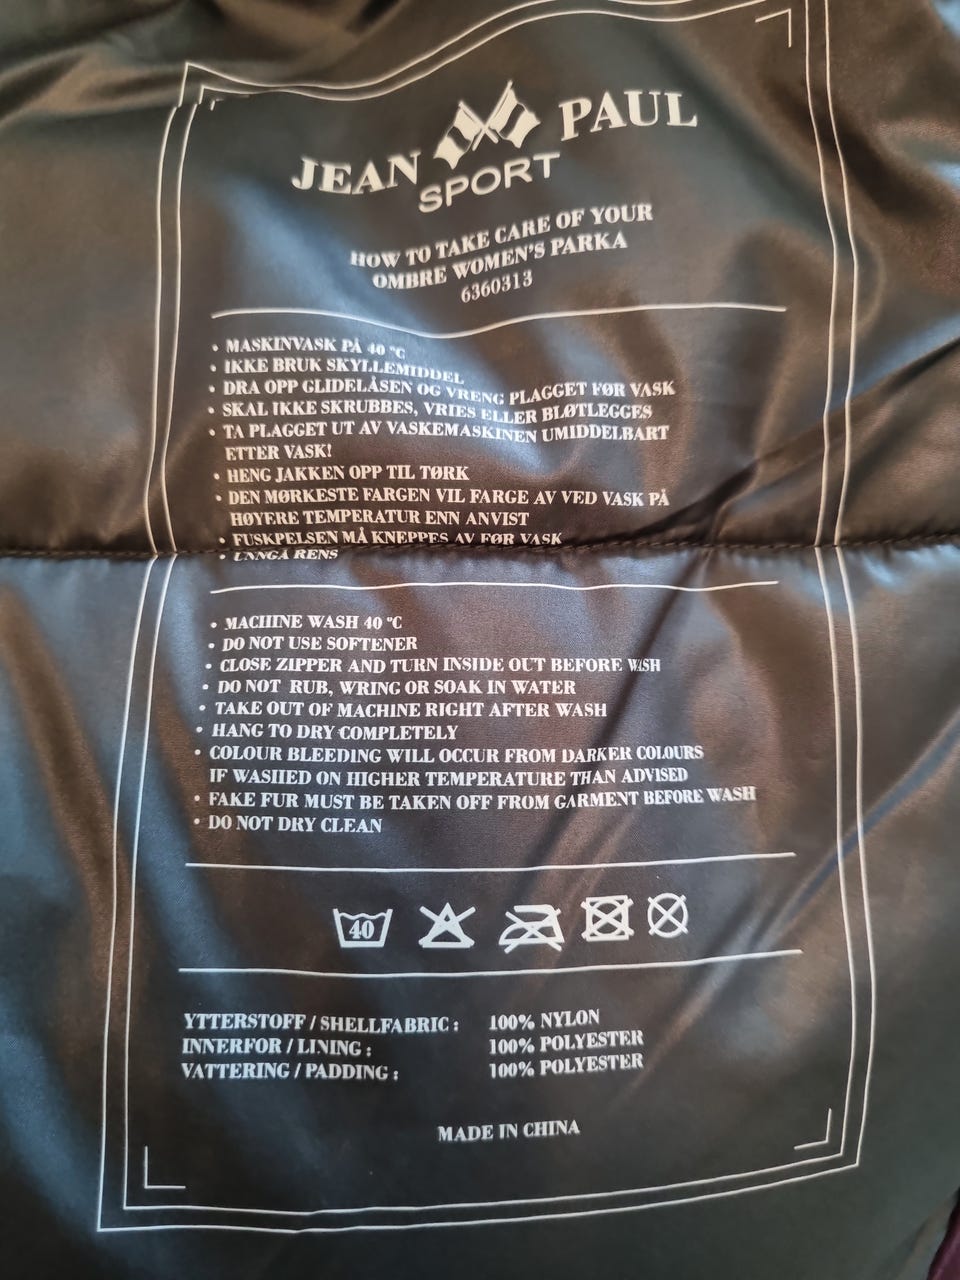 JEAN PAUL
SPORT
HOW TO TAKE CARE OF YOUR
OMBRE WOMEN'S PARKA
6360313
• MASKINVASK PÅ 40 °C
• IKKE BRUK SKYLLEMIDDEL
• DRA OPP GLIDELÅSEN OG VRENG PLAGGET FØR VASK
• SKAL IKKE SKRUBBES, VRIES ELLER BLØTLEGGES
• TA PLAGGET UT AV VASKEMASKINEN UMIDDELBART
ETTER VASK!
• HENG JAKKEN OPP TIL TØRK
• DEN MØRKESTE FARGEN VIL FARGE AV VED VASK PÅ
HØYERE TEMPERATUR ENN ANVIST
• FUSKPELSEN MÅ KNEPPES AV FØR VASK
• UNNGÅ RENS
• MACHINE WASH 40 °C
• DO NOT USE SOFTENER
• CLOSE ZIPPER AND TURN INSIDE OUT BEFORE WASH
• DO NOT RUB, WRING OR SOAK IN WATER
• TAKE OUT OF MACHINE RIGHT AFTER WASH
• HANG TO DRY COMPLETELY
• COLOUR BLEEDING WILL OCCUR FROM DARKER COLOURS
IF WASHED ON HIGHER TEMPERATURE THAN ADVISED
• FAKE FUR MUST BE TAKEN OFF FROM GARMENT BEFORE WASH
• DO NOT DRY CLEAN
40
YTTERSTOFF / SHELLFABRIC : 100% NYLON
INNERFOR / LINING : 100% POLYESTER
VATTERING / PADDING : 100% POLYESTER
MADE IN CHINA